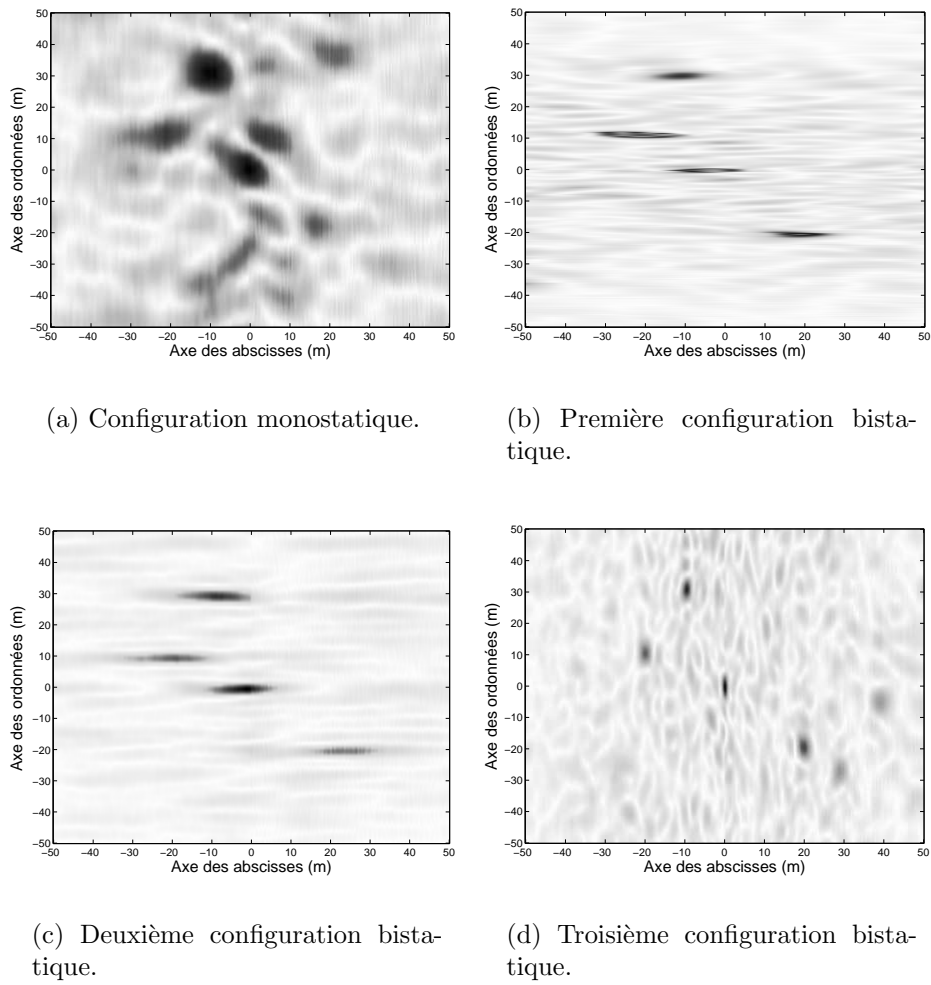 50
40
30
20
10
0
−10
−20
−30
−40
−50
−50 −40 −30 −20 −10 0 10 20 30 40 50
Axe des abscisses (m)
Axe des ordonnées (m)
50
40
30
20
10
0
−10
−20
−30
−40
−50
−50 −40 −30 −20 −10 0 10 20 30 40 50
Axe des abscisses (m)
Axe des ordonnées (m)
(a) Configuration monostatique.
(b) Première configuration bista-
tique.
50
40
30
20
10
0
−10
−20
−30
−40
−50
−50 −40 −30 −20 −10 0 10 20 30 40 50
Axe des abscisses (m)
Axe des ordonnées (m)
50
40
30
20
10
0
−10
−20
−30
−40
−50
−50 −40 −30 −20 −10 0 10 20 30 40 50
Axe des abscisses (m)
Axe des ordonnées (m)
(c) Deuxième configuration bista-
tique.
(d) Troisième configuration bista-
tique.